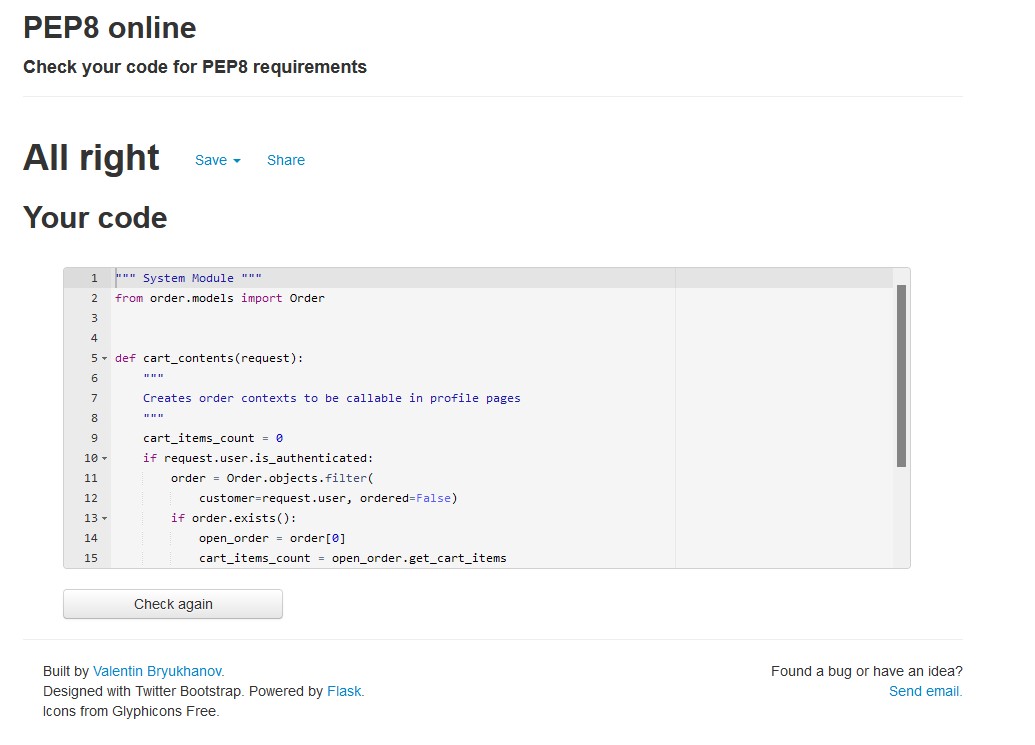 PEP8 online
Check your code for PEP8 requirements
All right Save Share
Your code
1 """ System Module """
2 from order.models import Order
3
4
5 def cart_contents(request):
6     """
7     Creates order contexts to be callable in profile pages
8     """
9     cart_items_count = 0
10     if request.user.is_authenticated:
11         order = Order.objects.filter(
12             customer=request.user, ordered=False)
13         if order.exists():
14             open_order = order[0]
15             cart_items_count = open_order.get_cart_items
Check again
Built by Valentin Bryukhanov. Found a bug or have an idea?
Designed with Twitter Bootstrap. Powered by Flask. Send email.
Icons from Glyphicons Free.